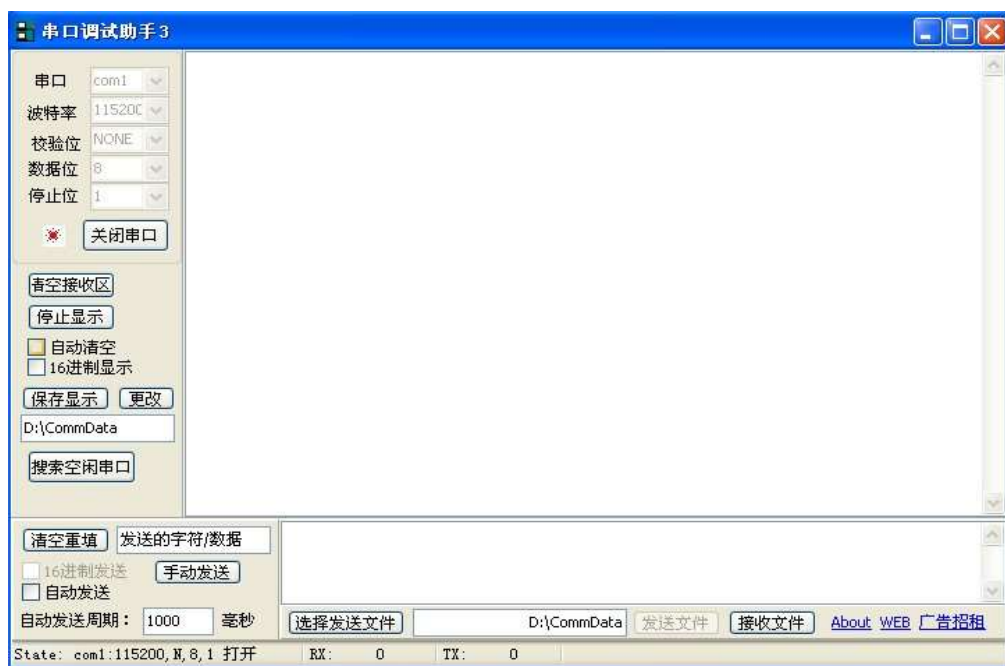 串口调试助手3
串口 com1
波特率 115200
校验位 NONE
数据位 8
停止位 1
关闭串口
清空接收区
停止显示
自动清空
16进制显示
保存显示 更改
D:\CommData
搜索空闲串口
清空重填 发送的字符/数据
16进制发送 手动发送
自动发送
自动发送周期： 1000 毫秒
选择发送文件 D:\CommData 发送文件 接收文件 About WEB 广告招租
State: com1:115200,N,8,1 打开 RX: 0 TX: 0